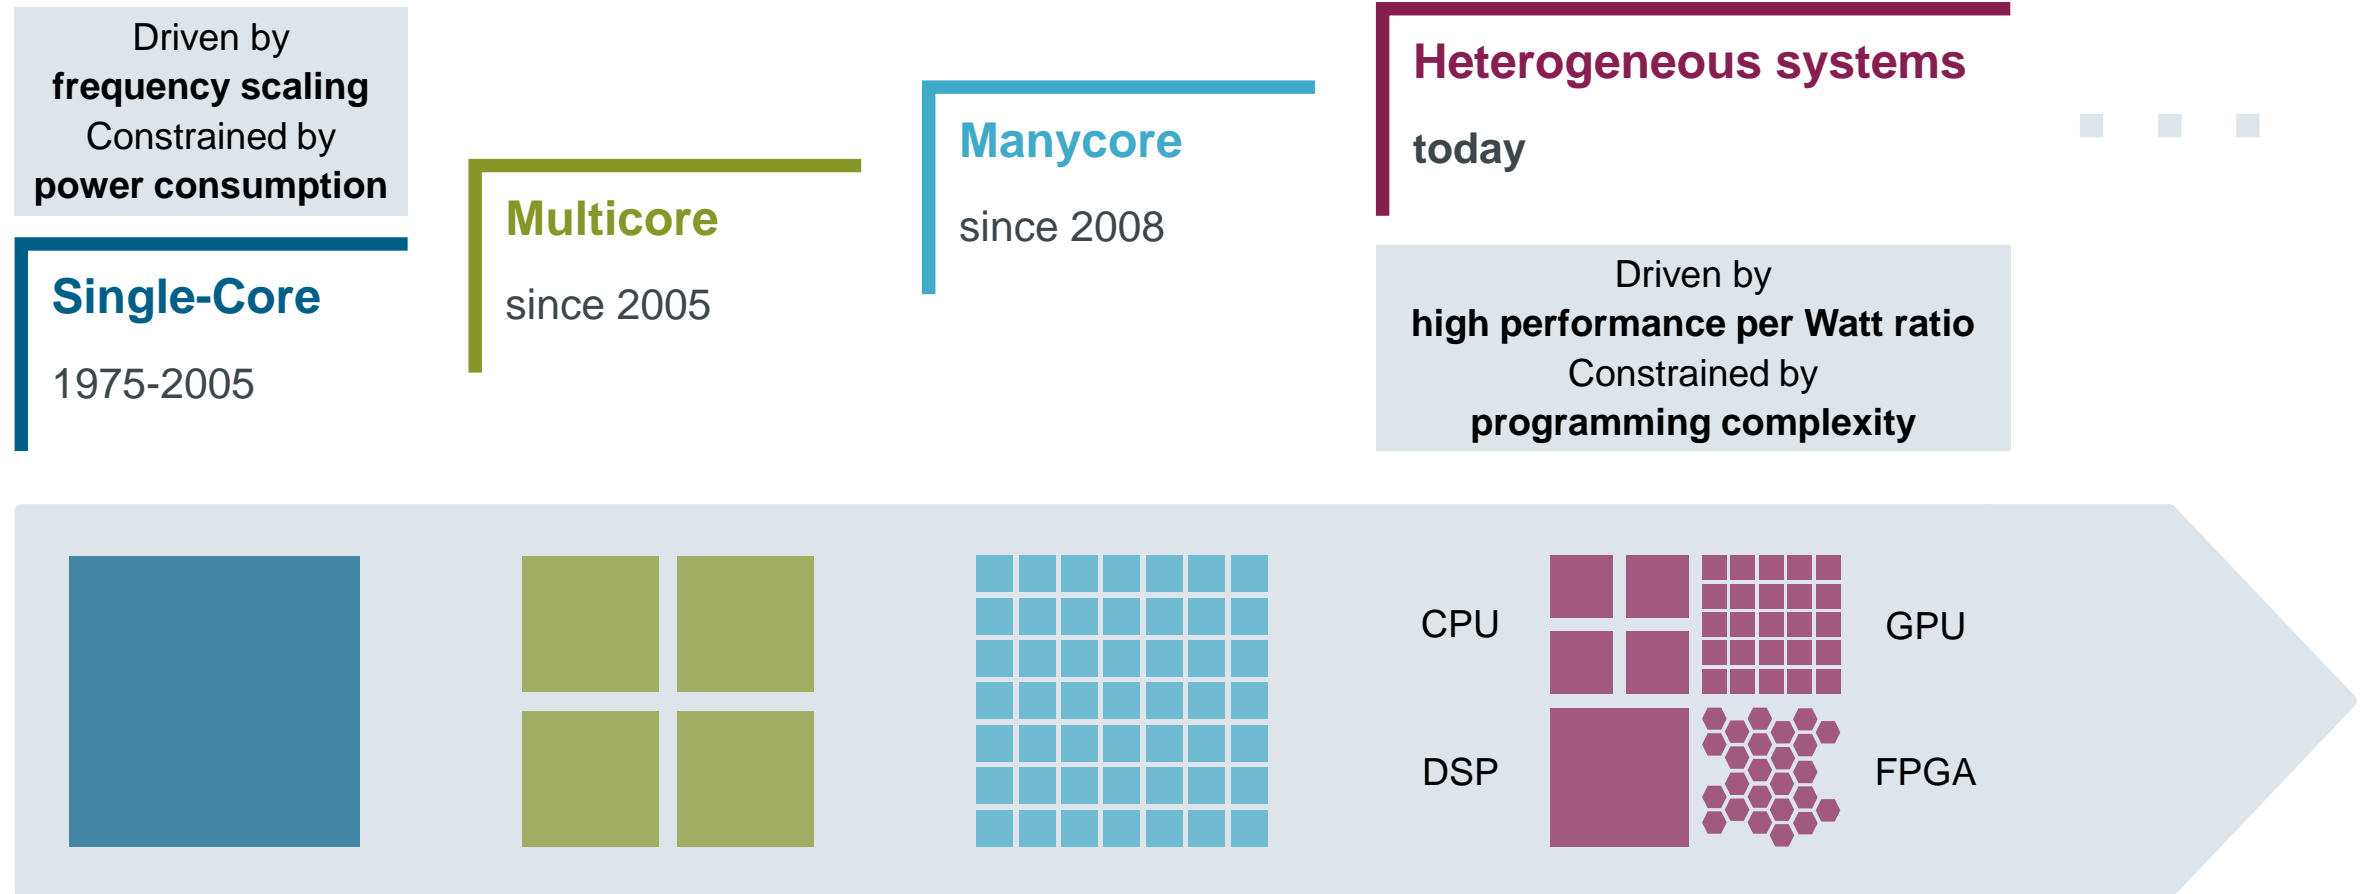 Driven by
frequency scaling
Constrained by
power consumption
Single-Core
1975-2005
Multicore
since 2005
Manycore
since 2008
Heterogeneous systems
today
Driven by
high performance per Watt ratio
Constrained by
programming complexity
CPU
GPU
DSP
FPGA